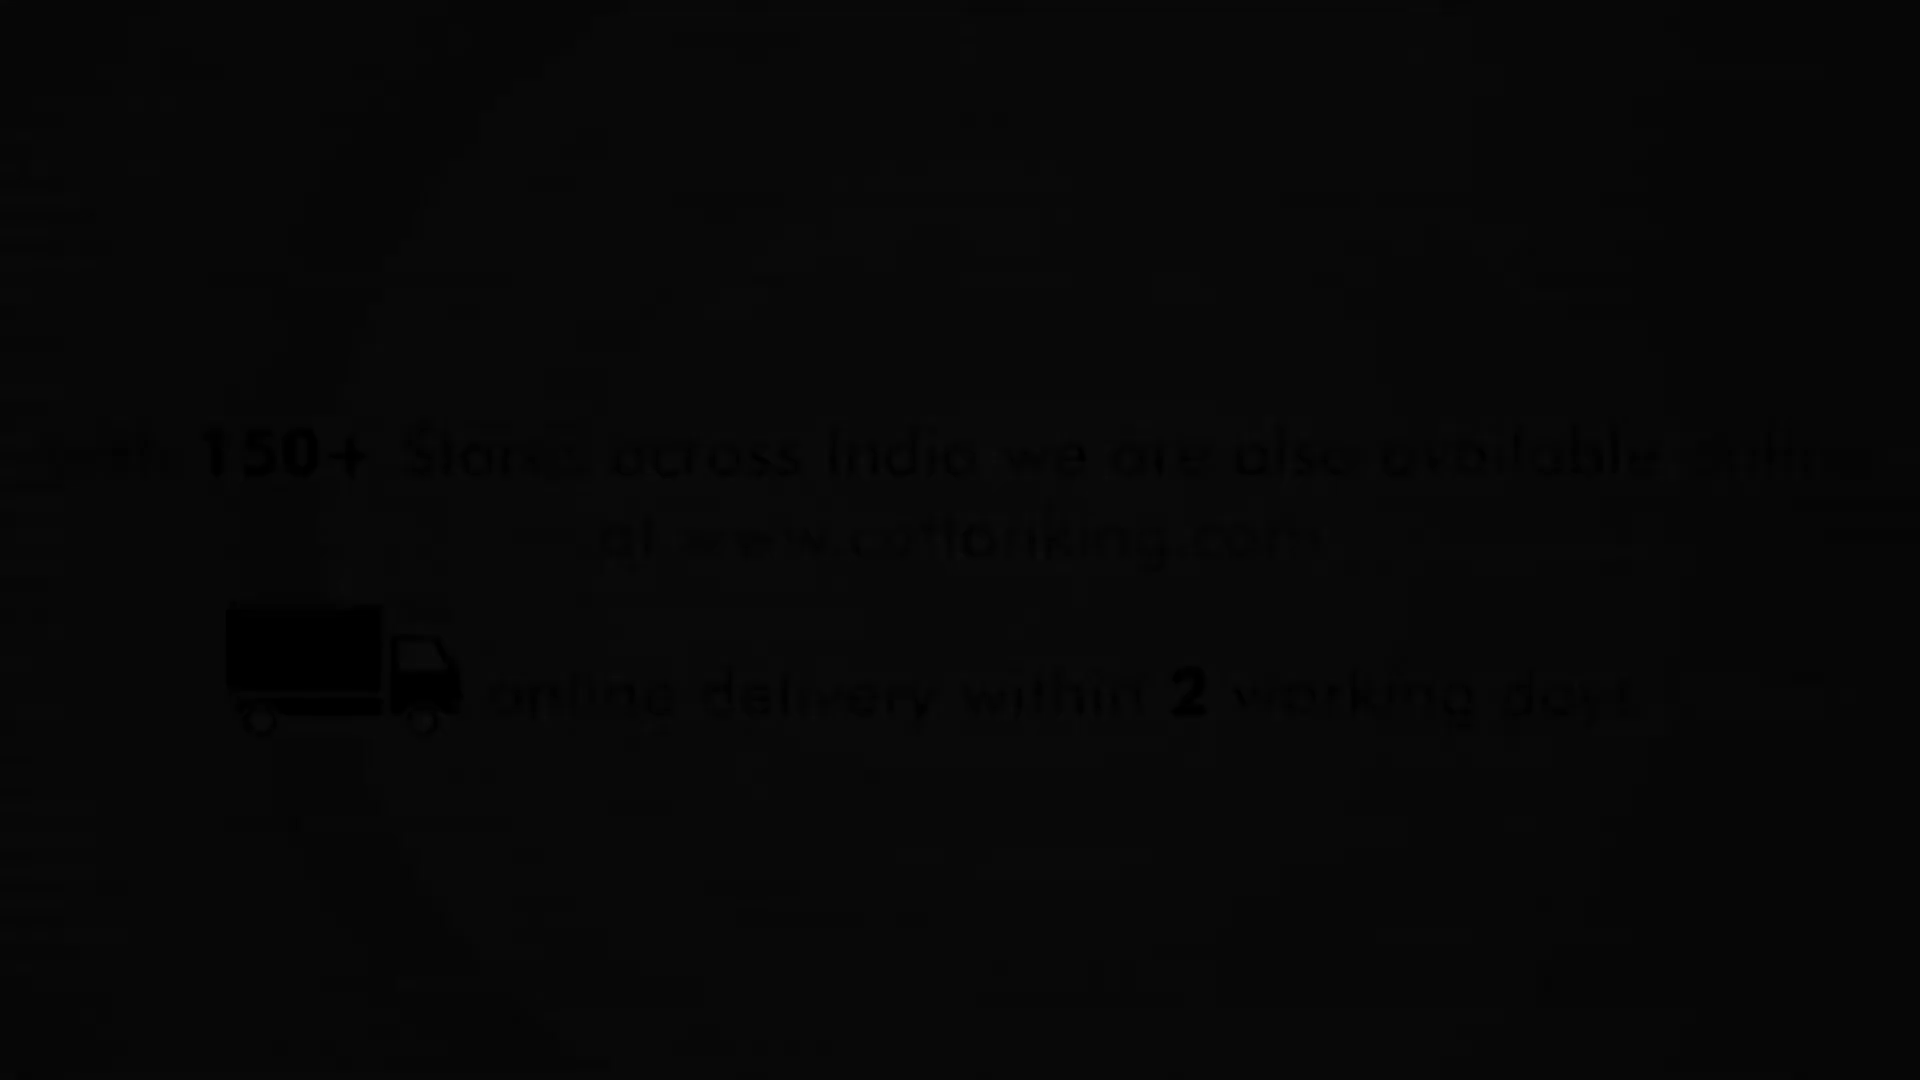 150+ Stores across India we are also available
at www.cottonking.com
online delivery within 2 working days